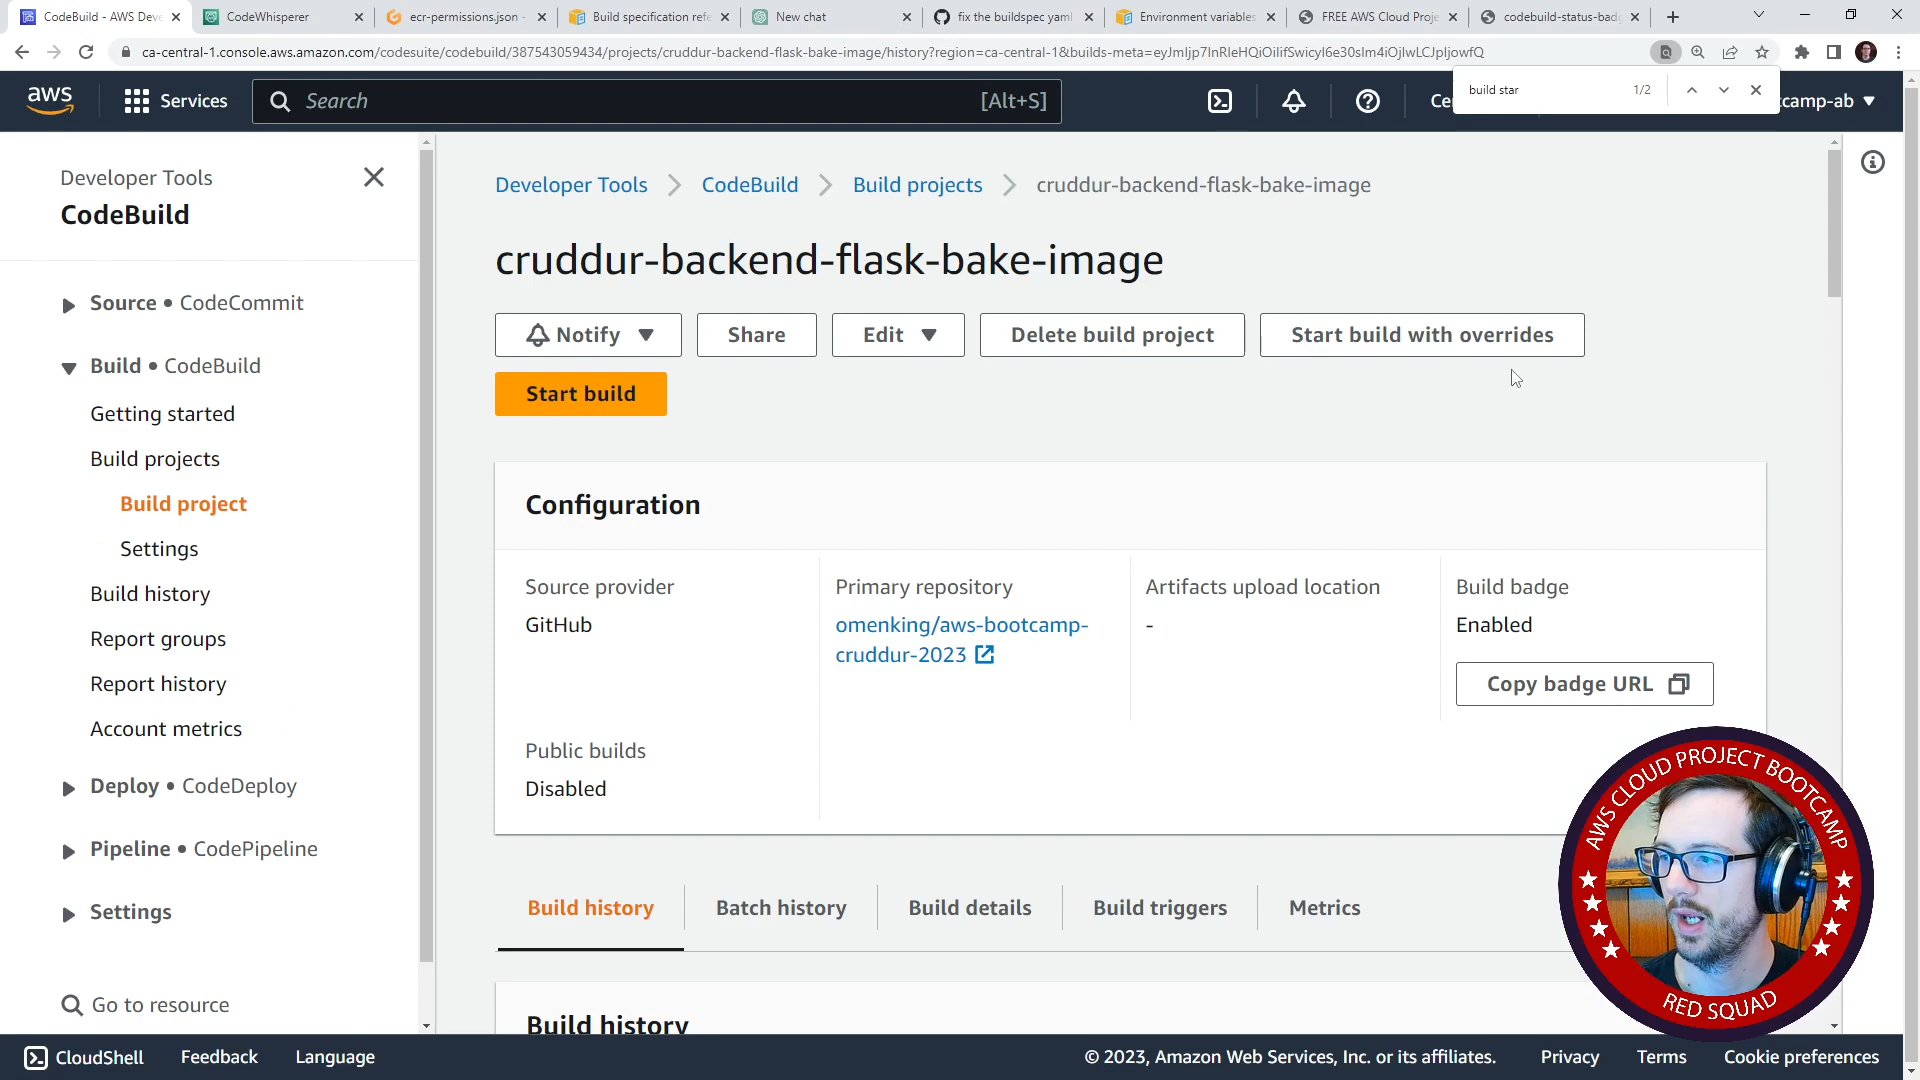 CodeBuild - AWS Deve
CodeWhisperer
ecr-permissions.json -
Build specification refe
New chat
fix the buildspec yaml
Environment variables
FREE AWS Cloud Proje
codebuild-status-badg
ca-central-1.console.aws.amazon.com/codesuite/codebuild/387543059434/projects/cruddur-backend-flask-bake-image/history?region=ca-central-1&builds-meta=eyJmIjp7InRleHQiOiIifSwicyI6e30sIm4iOjIwLCJpIjowfQ
build star
1/2
aws
Services
Search
[Alt+S]
Ce
camp-ab
Developer Tools
CodeBuild
Source • CodeCommit
Build • CodeBuild
Getting started
Build projects
Build project
Settings
Build history
Report groups
Report history
Account metrics
Deploy • CodeDeploy
Pipeline • CodePipeline
Settings
Go to resource
Developer Tools
CodeBuild
Build projects
cruddur-backend-flask-bake-image
cruddur-backend-flask-bake-image
Notify
Share
Edit
Delete build project
Start build with overrides
Start build
Configuration
Source provider
GitHub
Primary repository
omenking/aws-bootcamp-
cruddur-2023
Artifacts upload location
-
Build badge
Enabled
Copy badge URL
Public builds
Disabled
Build history
Batch history
Build details
Build triggers
Metrics
Build history
AWS CLOUD PROJECT BOOTCAMP
RED SQUAD
CloudShell
Feedback
Language
© 2023, Amazon Web Services, Inc. or its affiliates.
Privacy
Terms
Cookie preferences